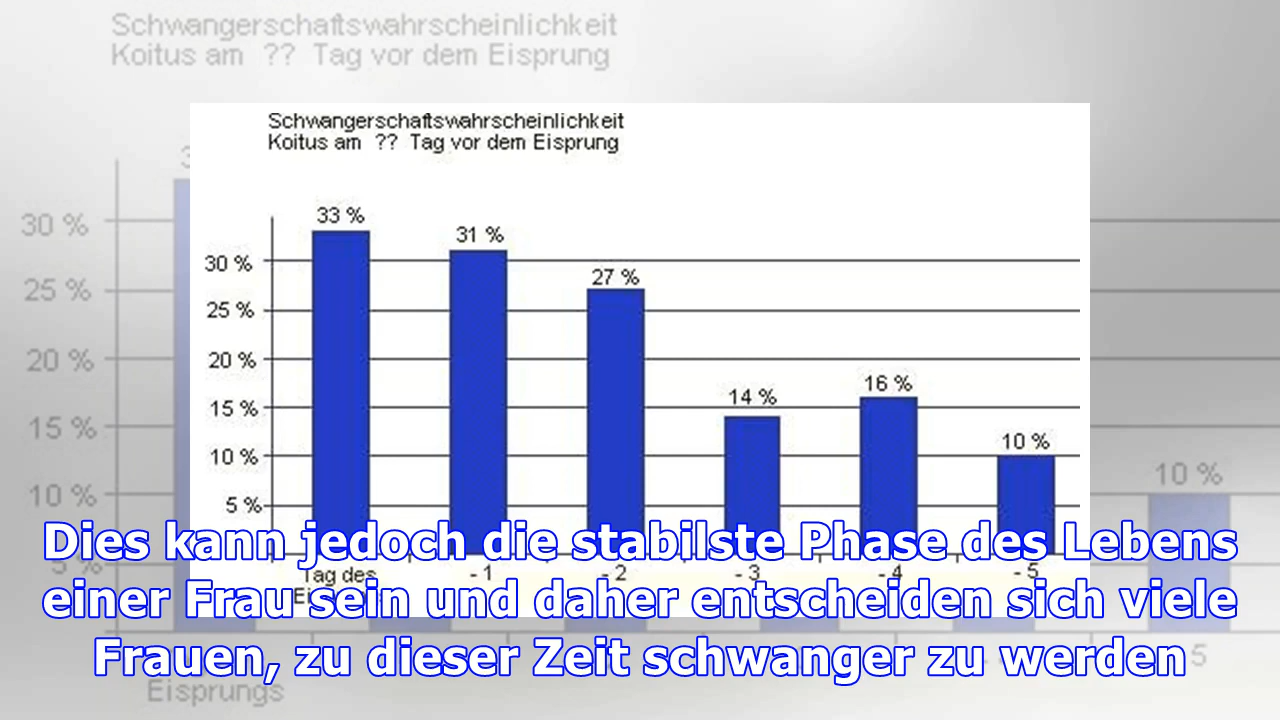 Schwangerschaftswahrscheinlichkeit
Koitus am ?? Tag vor dem Eisprung
Schwangerschaftswahrscheinlichkeit
Koitus am ?? Tag vor dem Eisprung
33 %
31 %
27 %
14 %
16 %
10 %
30 %
25 %
20 %
15 %
10 %
5 %
Tag des
- 1
- 2
- 3
- 4
- 5
30 %
25 %
20 %
15 %
10 %
5 %
10 %
5
Eisprungs
Dies kann jedoch die stabilste Phase des Lebens
einer Frau sein und daher entscheiden sich viele
Frauen, zu dieser Zeit schwanger zu werden